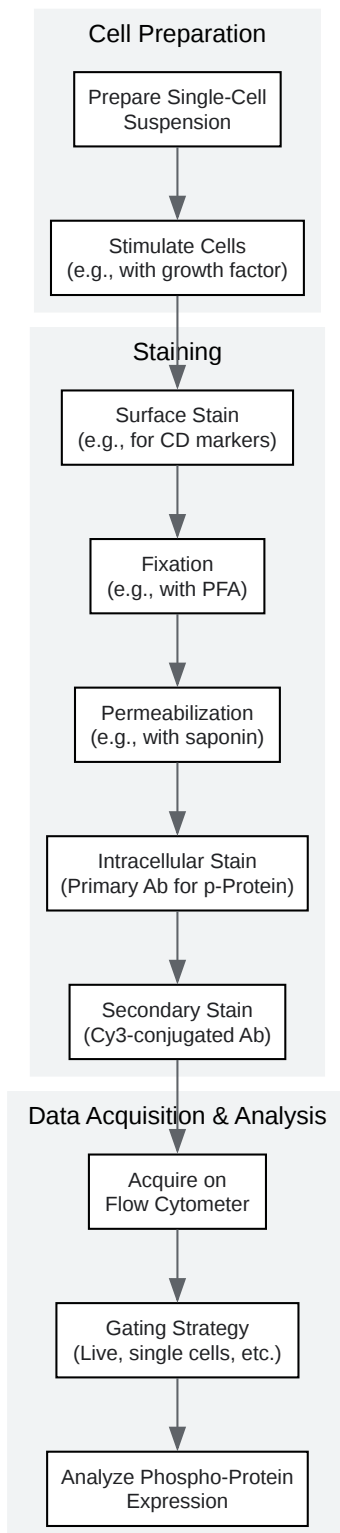 Cell Preparation
Prepare Single-Cell
Suspension
Stimulate Cells
(e.g., with growth factor)
Staining
Surface Stain
(e.g., for CD markers)
Fixation
(e.g., with PFA)
Permeabilization
(e.g., with saponin)
Intracellular Stain
(Primary Ab for p-Protein)
Secondary Stain
(Cy3-conjugated Ab)
Data Acquisition & Analysis
Acquire on
Flow Cytometer
Gating Strategy
(Live, single cells, etc.)
Analyze Phospho-Protein
Expression